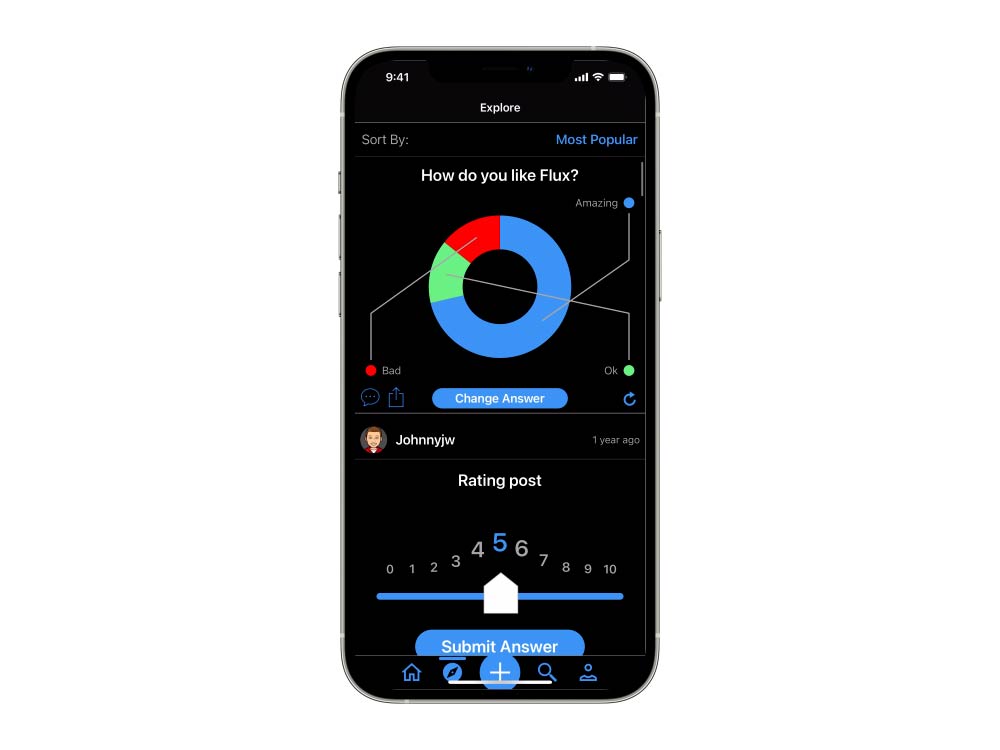 9:41
Explore
Sort By: Most Popular
How do you like Flux?
Amazing
Bad Ok
Change Answer
Johnnyjw 1 year ago
Rating post
0 1 2 3 4 5 6 7 8 9 10
Submit Answer